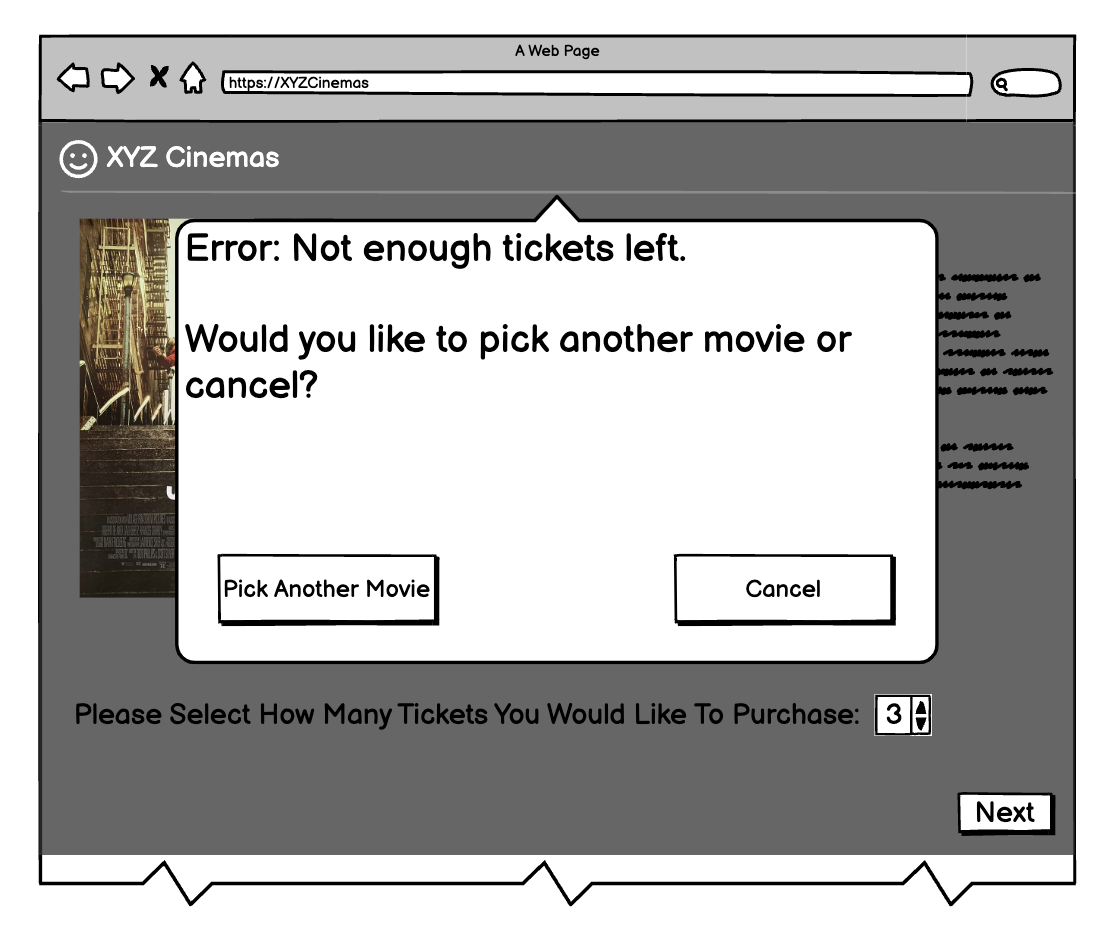 A Web Page
https://XYZCinemas
XYZ Cinemas
Error: Not enough tickets left.
Would you like to pick another movie or
cancel?
Pick Another Movie
Cancel
Please Select How Many Tickets You Would Like To Purchase:
3
Next